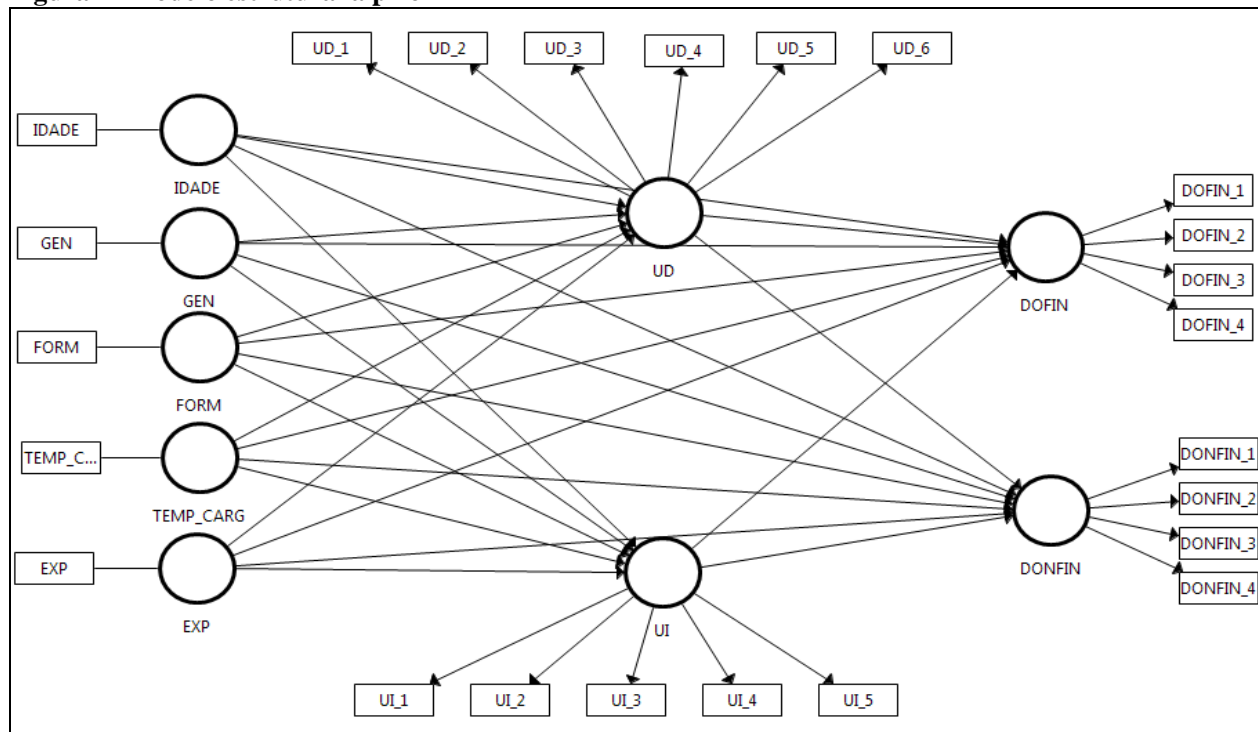 UD_1
UD_2
UD_3
UD_4
UD_5
UD_6
IDADE
IDADE
GEN
GEN
FORM
FORM
TEMP_C...
TEMP_CARG
EXP
EXP
UD
UI
DOFIN
DOFIN_1
DOFIN_2
DOFIN_3
DOFIN_4
DONFIN
DONFIN_1
DONFIN_2
DONFIN_3
DONFIN_4
UI_1
UI_2
UI_3
UI_4
UI_5